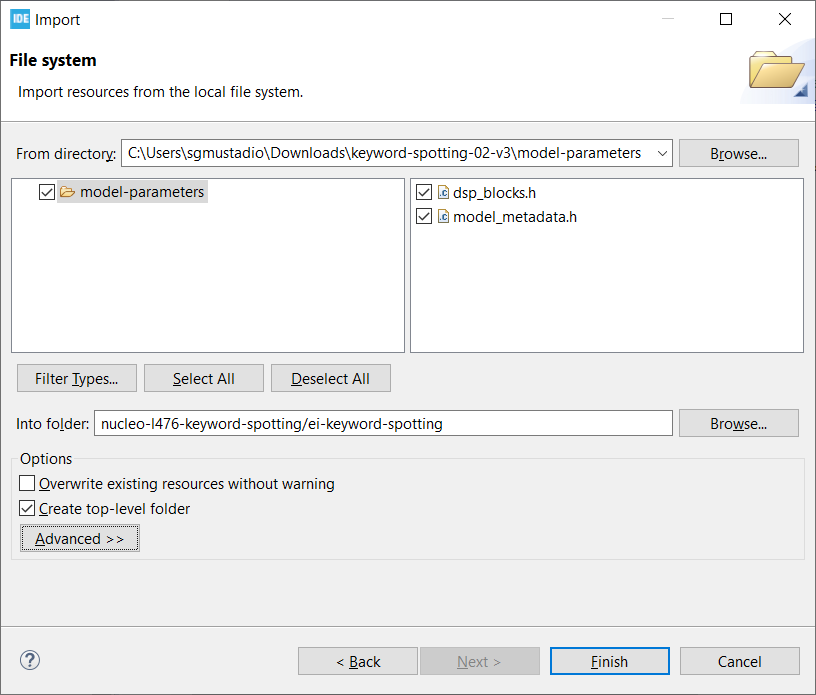 IDE Import
File system
Import resources from the local file system.
From directory: C:\Users\sgmustadio\Downloads\keyword-spotting-02-v3\model-parameters Browse...
model-parameters
.c dsp_blocks.h
.c model_metadata.h
Filter Types... Select All Deselect All
Into folder: nucleo-l476-keyword-spotting/ei-keyword-spotting Browse...
Options
Overwrite existing resources without warning
Create top-level folder
Advanced >>
? < Back Next > Finish Cancel